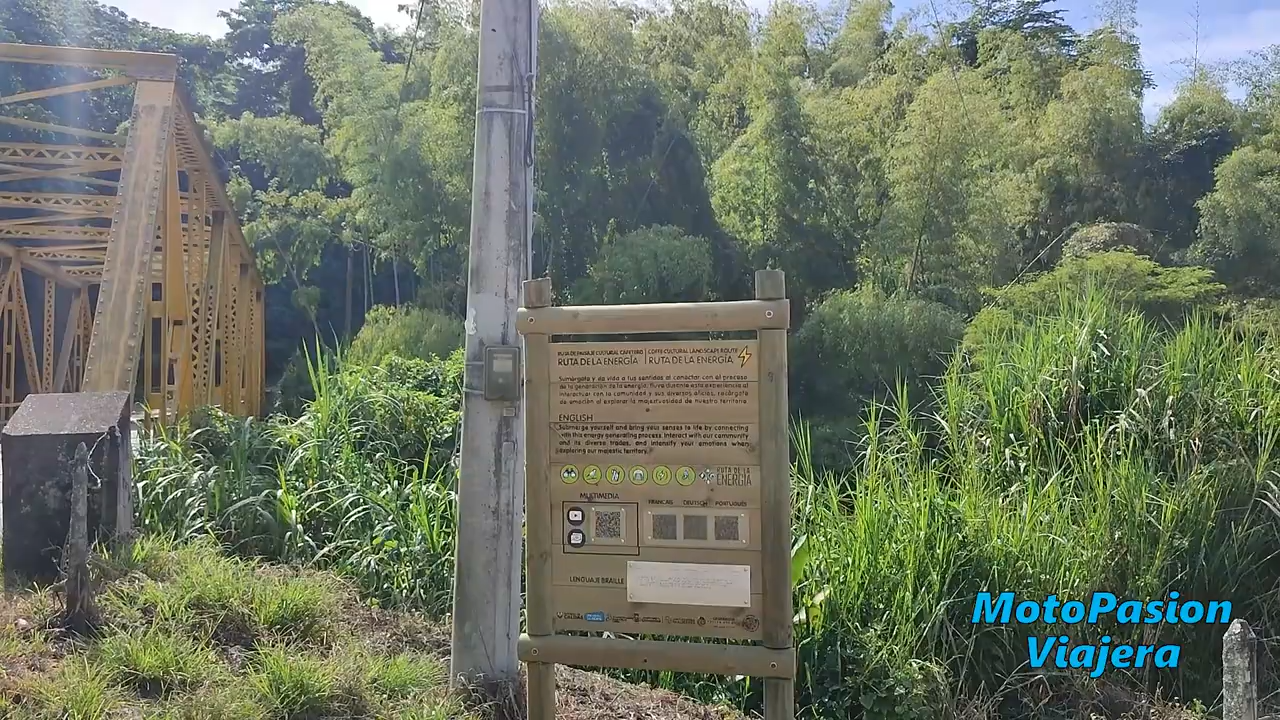 RUTA DE PAISAJE CULTURAL CAFETERO
RUTA DE LA ENERGÍA
COFFE CULTURAL LANDSCAPE ROUTE
RUTA DE LA ENERGÍA
Sumérgete y da vida a tus sentidos al conectar con el proceso
de la generación de la energía, fluye durante esta experiencia al
interactuar con la comunidad y sus diversos oficios, recárgate
de emoción al explorar la majestuosidad de nuestro territorio
ENGLISH
Submerge yourself and bring your senses to life by connecting
with this energy generating process. Interact with our community
and its diverse trades, and intensify your emotions when
exploring our majestic territory.
RUTA DE LA
ENERGÍA
MULTIMEDIA
FRANCAIS DEUTSCH PORTUGUÊS
LENGUAJE BRAILLE
CALDAS
MotoPasion
Viajera